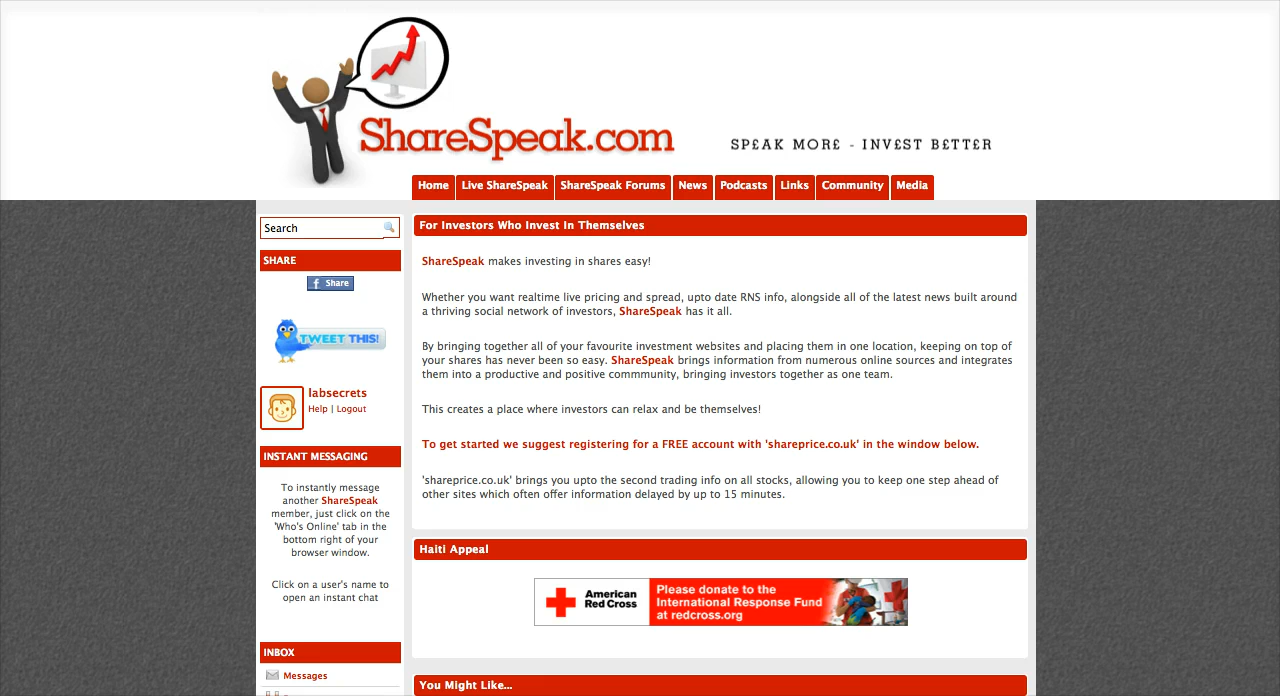 ShareSpeak.com
SP£AK MOR£ - INV£ST B£TT£R
Home
Live ShareSpeak
ShareSpeak Forums
News
Podcasts
Links
Community
Media
Search
SHARE
f Share
TWEET THIS!
labsecrets
Help | Logout
INSTANT MESSAGING
To instantly message
another ShareSpeak
member, just click on the
'Who's Online' tab in the
bottom right of your
browser window.
Click on a user's name to
open an instant chat
INBOX
Messages
For Investors Who Invest In Themselves
ShareSpeak makes investing in shares easy!
Whether you want realtime live pricing and spread, upto date RNS info, alongside all of the latest news built around
a thriving social network of investors, ShareSpeak has it all.
By bringing together all of your favourite investment websites and placing them in one location, keeping on top of
your shares has never been so easy. ShareSpeak brings information from numerous online sources and integrates
them into a productive and positive commmunity, bringing investors together as one team.
This creates a place where investors can relax and be themselves!
To get started we suggest registering for a FREE account with 'shareprice.co.uk' in the window below.
'shareprice.co.uk' brings you upto the second trading info on all stocks, allowing you to keep one step ahead of
other sites which often offer information delayed by up to 15 minutes.
Haiti Appeal
American
Red Cross
Please donate to the
International Response Fund
at redcross.org
You Might Like...